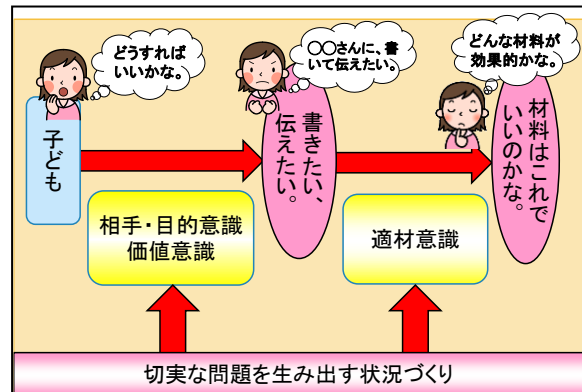 どうすれば
いいかな。
○○さんに、書
いて伝えたい。
どんな材料が
効果的かな。
子ども
書きたい、
伝えたい。
材料はこれで
いいのかな。
相手・目的意識
価値意識
適材意識
切実な問題を生み出す状況づくり